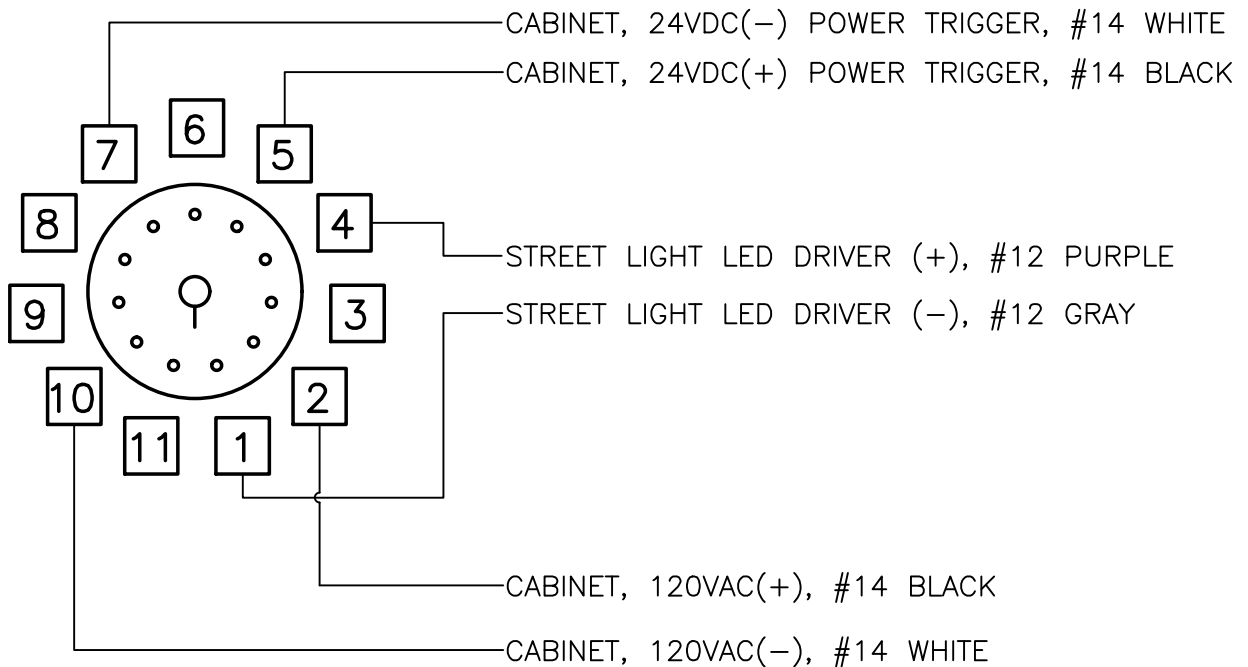 CABINET, 24VDC(-) POWER TRIGGER, #14 WHITE
CABINET, 24VDC(+) POWER TRIGGER, #14 BLACK
6
7
5
8
4
STREET LIGHT LED DRIVER (+), #12 PURPLE
9
3
STREET LIGHT LED DRIVER (-), #12 GRAY
10
2
11
1
CABINET, 120VAC(+), #14 BLACK
CABINET, 120VAC(-), #14 WHITE